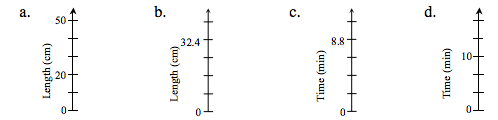 a.
50
20
0
Length (cm)
b.
32.4
0
Length (cm)
c.
8.8
0
Time (min)
d.
10
0
Time (min)